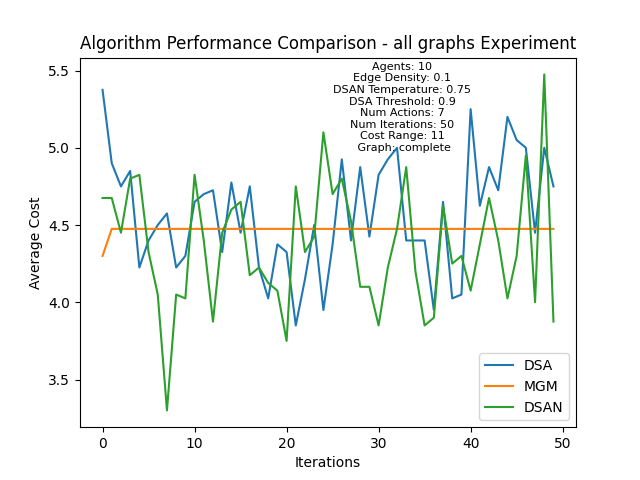 Algorithm Performance Comparison - all graphs Experiment
Agents: 10
Edge Density: 0.1
DSAN Temperature: 0.75
DSA Threshold: 0.9
Num Actions: 7
Num Iterations: 50
Cost Range: 11
Graph: complete
Average Cost
5.5
5.0
4.5
4.0
3.5
0 10 20 30 40 50
Iterations
DSA
MGM
DSAN